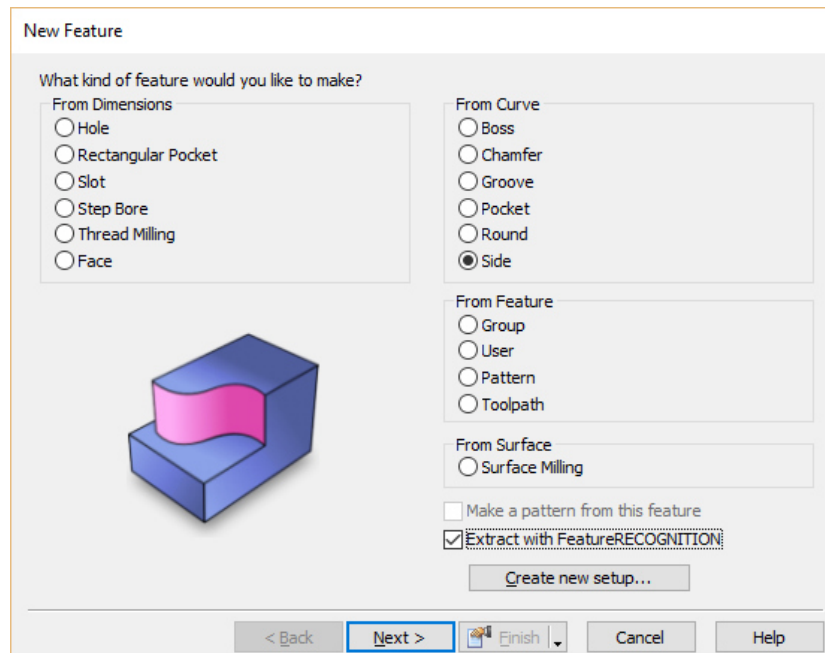 New Feature
What kind of feature would you like to make?
From Dimensions
Hole
Rectangular Pocket
Slot
Step Bore
Thread Milling
Face
From Curve
Boss
Chamfer
Groove
Pocket
Round
Side
From Feature
Group
User
Pattern
Toolpath
From Surface
Surface Milling
Make a pattern from this feature
Extract with FeatureRECOGNITION
Create new setup...
< Back
Next >
Finish
Cancel
Help